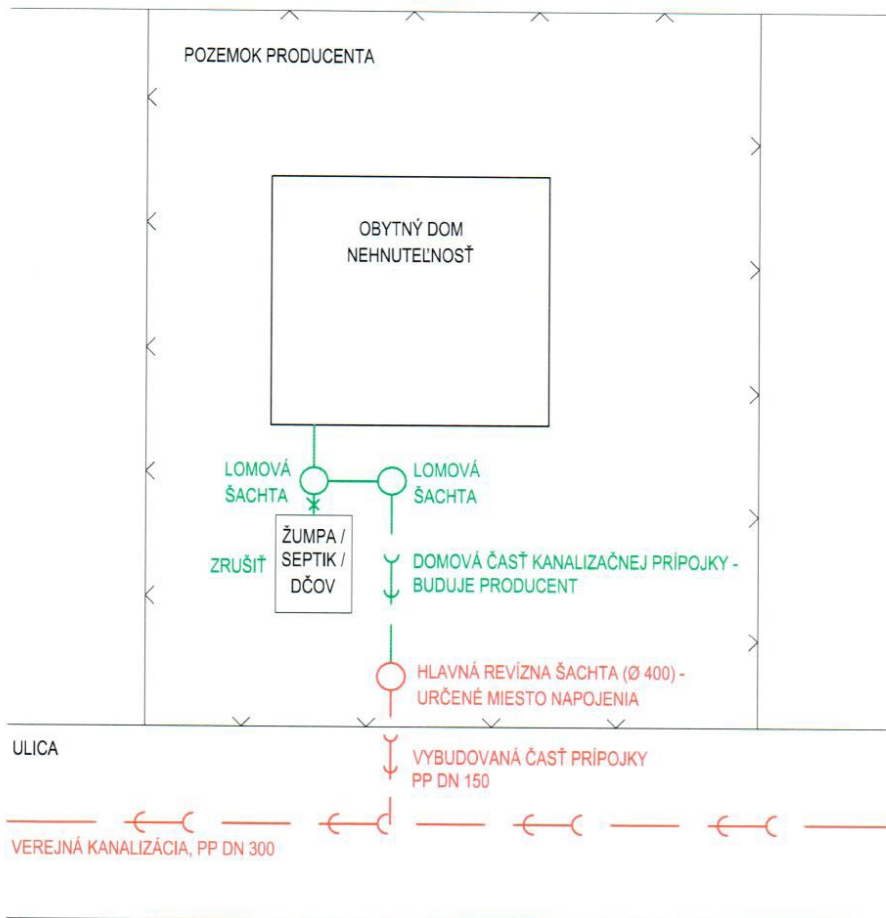 POZEMOK PRODUCENTA
OBYTNÝ DOM
NEHNUTEĽNOSŤ
LOMOVÁ
ŠACHTA
LOMOVÁ
ŠACHTA
ZRUŠIŤ
ŽUMPA /
SEPTIK /
DČOV
DOMOVÁ ČASŤ KANALIZAČNEJ PRÍPOJKY -
BUDUJE PRODUCENT
HLAVNÁ REVÍZNA ŠACHTA (Ø 400) -
URČENÉ MIESTO NAPOJENIA
ULICA
VYBUDOVANÁ ČASŤ PRÍPOJKY
PP DN 150
VEREJNÁ KANALIZÁCIA, PP DN 300